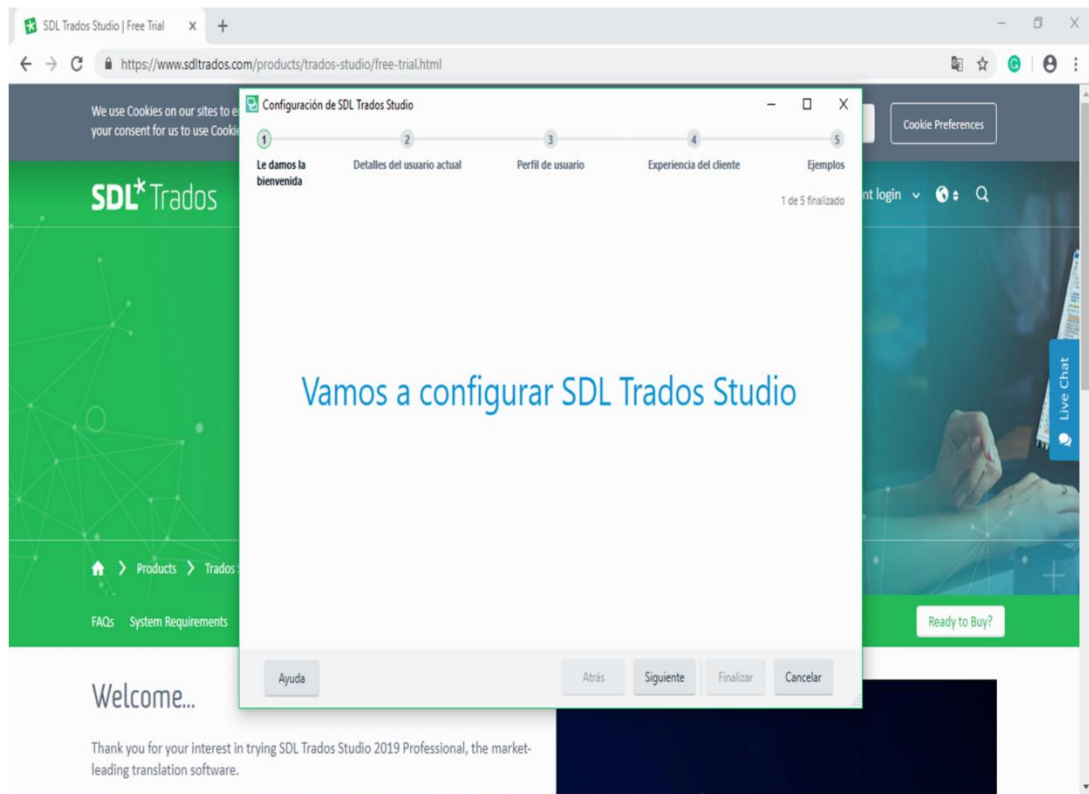 SDL Trados Studio | Free Trial
https://www.sdltrados.com/products/trados-studio/free-trial.html
We use Cookies on our sites to e
your consent for us to use Cookie
Cookie Preferences
SDL* Trados
nt login
Configuración de SDL Trados Studio
1
2
3
4
5
Le damos la
bienvenida
Detalles del usuario actual
Perfil de usuario
Experiencia del cliente
Ejemplos
1 de 5 finalizado
Vamos a configurar SDL Trados Studio
Live Chat
Products
Trados
FAQs
System Requirements
Ready to Buy?
Ayuda
Atrás
Siguiente
Finalizar
Cancelar
Welcome...
Thank you for your interest in trying SDL Trados Studio 2019 Professional, the market-
leading translation software.